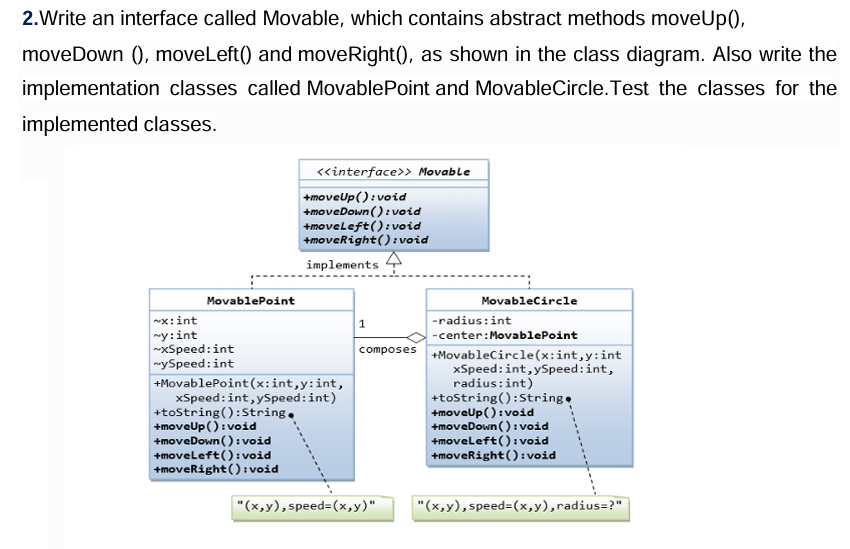 2.Write an interface called Movable, which contains abstract methods moveUp(),
moveDown (), moveLeft() and moveRight(), as shown in the class diagram. Also write the
implementation classes called MovablePoint and MovableCircle.Test the classes for the
implemented classes.
<<interface>> Movable
+moveUp():void
+moveDown():void
+moveLeft():void
+moveRight():void
implements
MovablePoint
~x:int
~y:int
~xSpeed:int
~ySpeed:int
+MovablePoint(x:int,y:int,
xSpeed:int,ySpeed:int)
+toString():String
+moveUp():void
+moveDown():void
+moveLeft():void
+moveRight():void
1
composes
MovableCircle
-radius:int
-center:MovablePoint
+MovableCircle(x:int,y:int
xSpeed:int,ySpeed:int,
radius:int)
+toString():String
+moveUp():void
+moveDown():void
+moveLeft():void
+moveRight():void
"(x,y),speed=(x,y)"
"(x,y),speed=(x,y),radius=?"